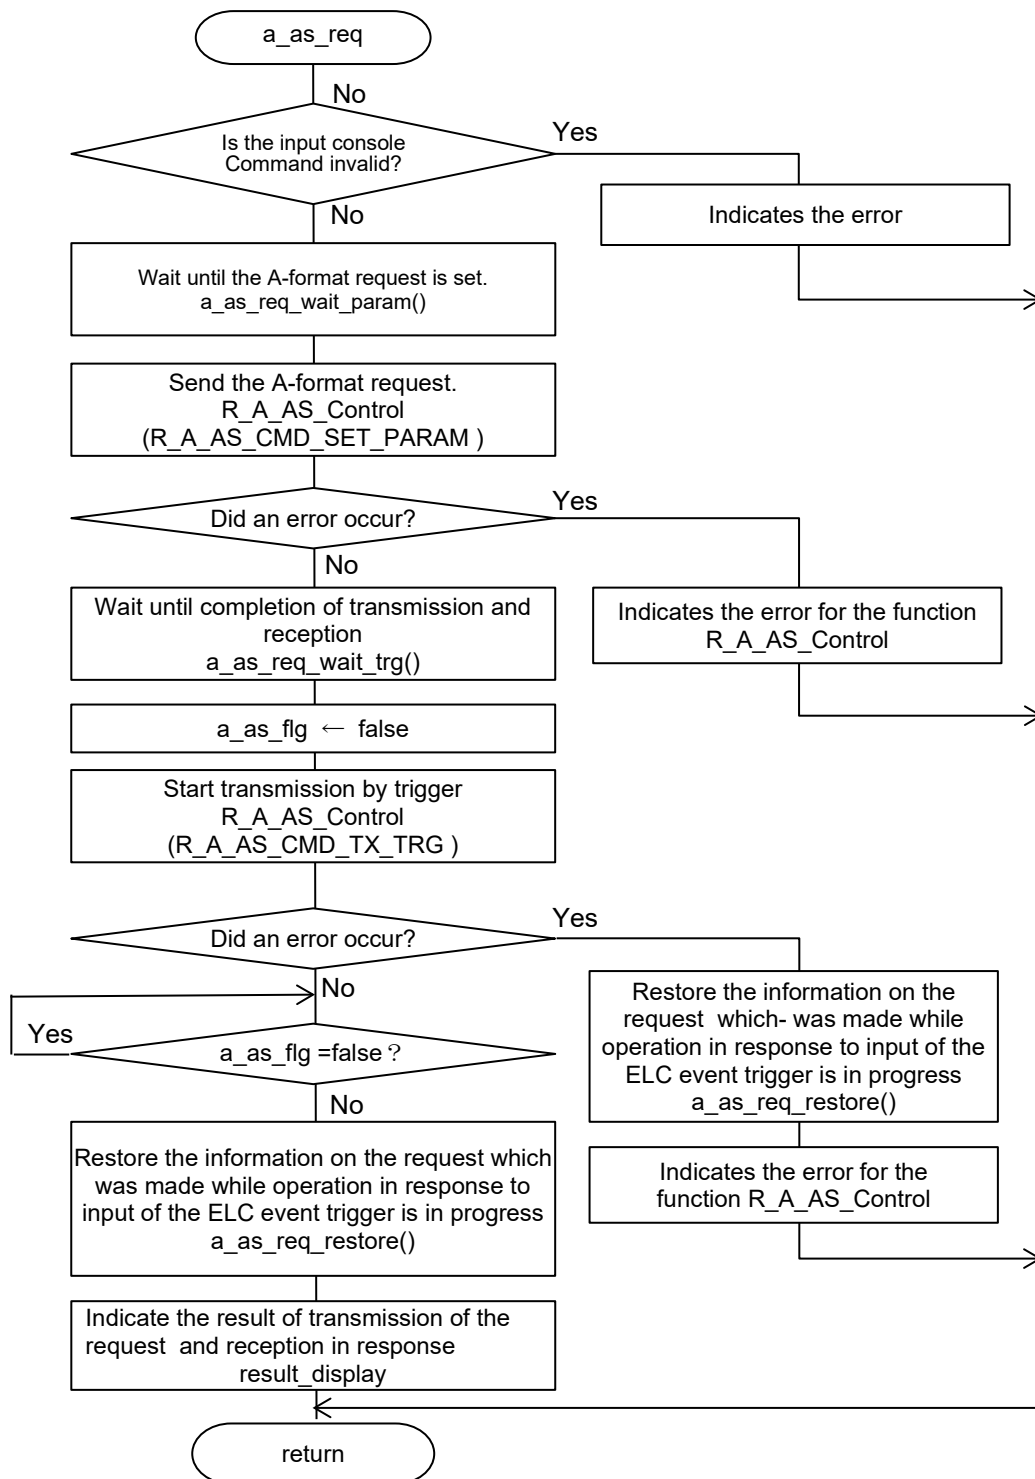 a_as_req
No
Is the input console
Command invalid?
Yes
Indicates the error
No
Wait until the A-format request is set.
a_as_req_wait_param()
Send the A-format request.
R_A_AS_Control
(R_A_AS_CMD_SET_PARAM )
Did an error occur?
Yes
No
Indicates the error for the function
R_A_AS_Control
Wait until completion of transmission and
reception
a_as_req_wait_trg()
a_as_flg ← false
Start transmission by trigger
R_A_AS_Control
(R_A_AS_CMD_TX_TRG )
Did an error occur?
Yes
No
Restore the information on the
request which- was made while
operation in response to input of the
ELC event trigger is in progress
a_as_req_restore()
Indicates the error for the
function R_A_AS_Control
Yes
a_as_flg =false？
No
Restore the information on the request which
was made while operation in response to
input of the ELC event trigger is in progress
a_as_req_restore()
Indicate the result of transmission of the
request and reception in response
result_display
return